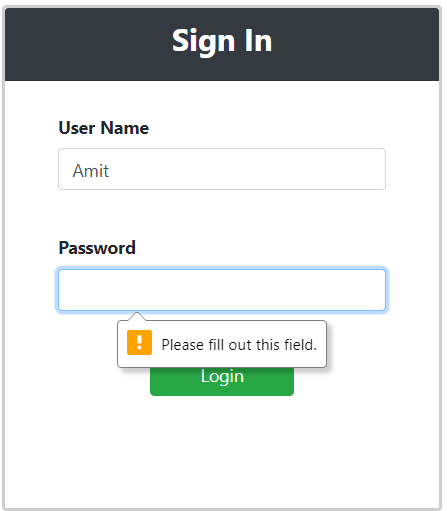 Sign In
User Name
Amit
Password
! Please fill out this field.
Login